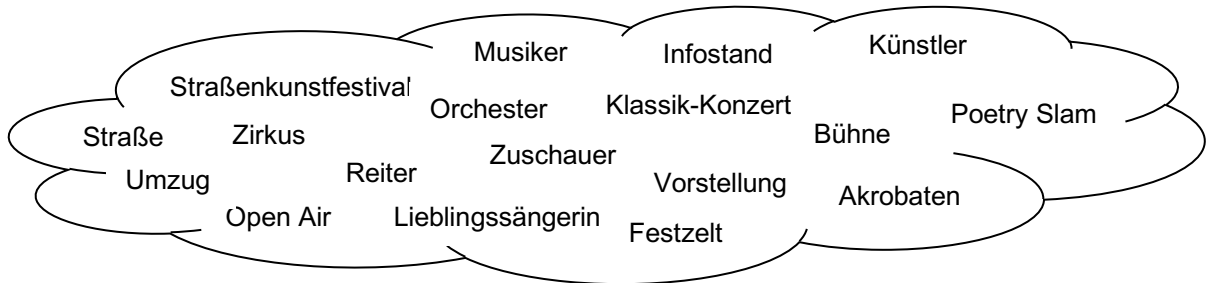 Musiker
Infostand
Künstler
Straßenkunstfestival
Orchester
Klassik-Konzert
Poetry Slam
Straße
Zirkus
Bühne
Zuschauer
Umzug
Reiter
Vorstellung
Akrobaten
Open Air
Lieblingssängerin
Festzelt